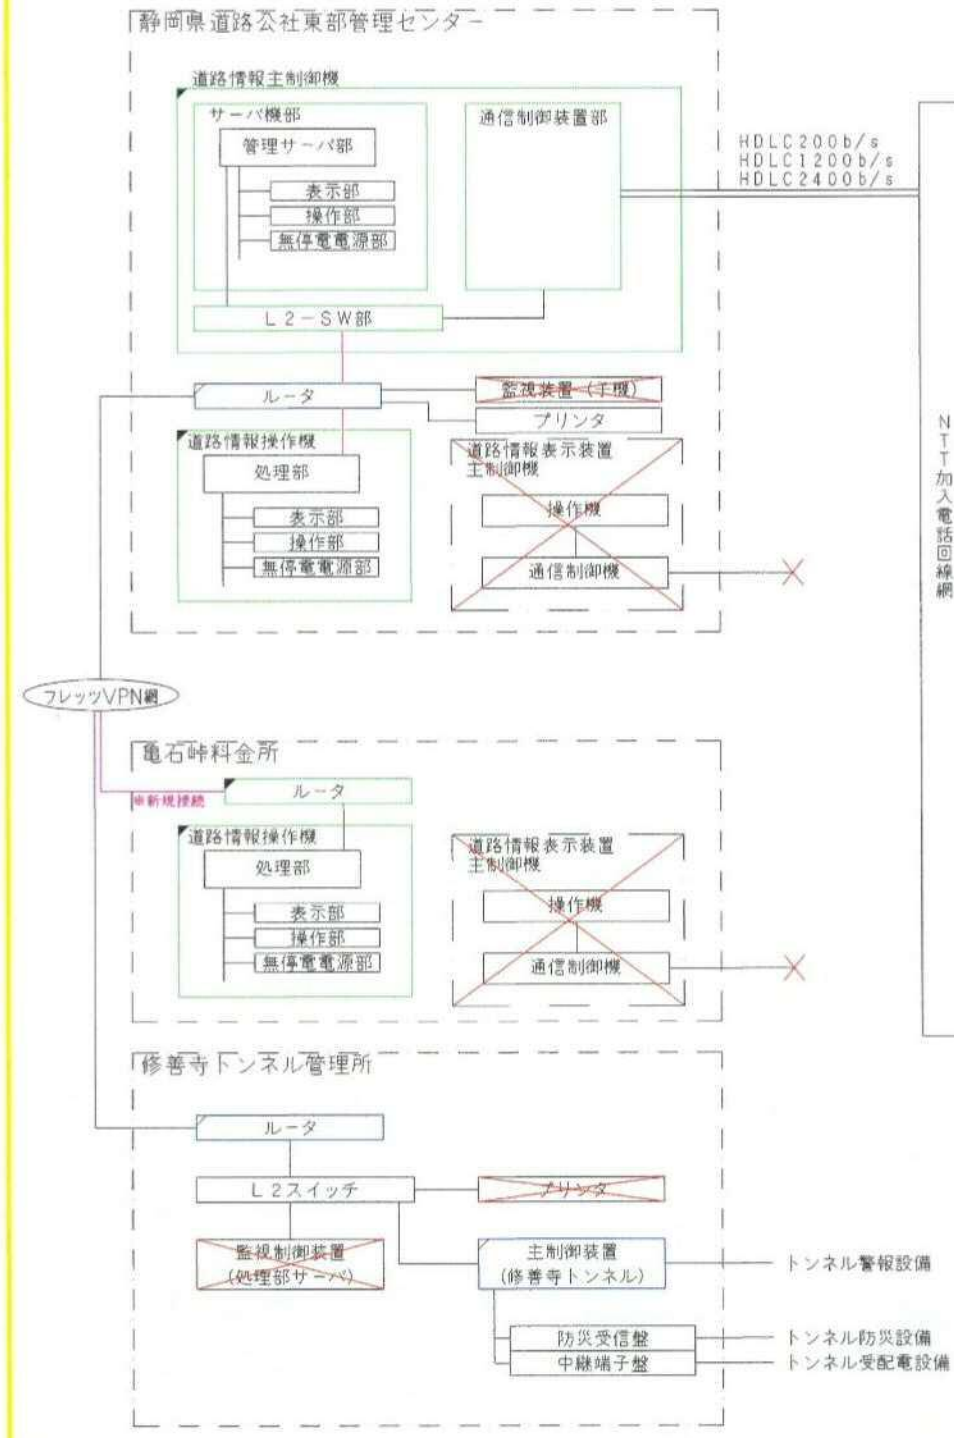 静岡県道路公社東部管理センター
道路情報主制御機
サーバ機部
管理サーバ部
表示部
操作部
無停電電源部
通信制御装置部
L2-SW部
HDLC200b/s
HDLC1200b/s
HDLC2400b/s
NTT加入電話回線網
ルータ
監視装置(子機)
プリンタ
道路情報操作機
処理部
表示部
操作部
無停電電源部
道路情報表示装置
主制御機
操作機
通信制御機
フレッツVPN網
亀石峠料金所
※新規接続
ルータ
道路情報操作機
処理部
表示部
操作部
無停電電源部
道路情報表示装置
主制御機
操作機
通信制御機
修善寺トンネル管理所
ルータ
L2スイッチ
プリンタ
監視制御装置
(処理部サーバ)
主制御装置
(修善寺トンネル)
トンネル警報設備
防災受信盤
トンネル防災設備
中継端子盤
トンネル受配電設備